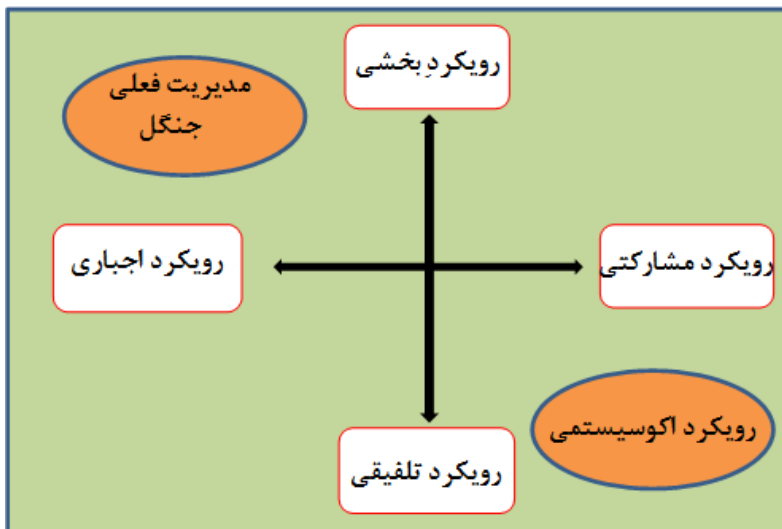 رویکردِ بخشی
مدیریت فعلی
جنگل
رویکرد مشارکتی
رویکرد اجباری
رویکرد اکوسیستمی
رویکرد تلفیقی